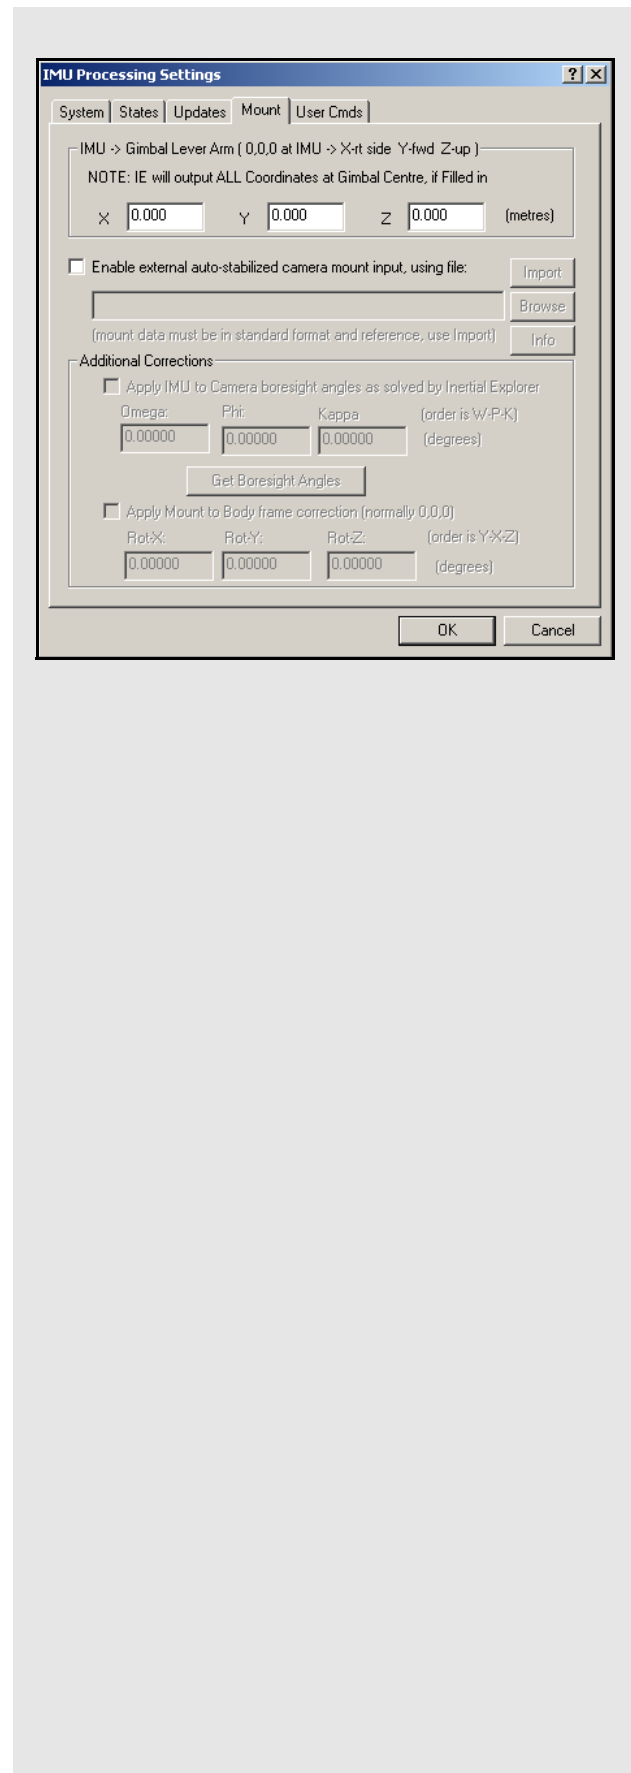 IMU Processing Settings
System States Updates Mount User Cmds
IMU -> Gimbal Lever Arm ( 0,0,0 at IMU -> X-rt side Y-fwd Z-up )
NOTE: IE will output ALL Coordinates at Gimbal Centre, if Filled in
X 0.000 Y 0.000 Z 0.000 (metres)
Enable external auto-stabilized camera mount input, using file: Import
Browse
(mount data must be in standard format and reference, use Import) Info
Additional Corrections
Apply IMU to Camera boresight angles as solved by Inertial Explorer
Omega: Phi: Kappa (order is W-P-K)
0.00000 0.00000 0.00000 (degrees)
Get Boresight Angles
Apply Mount to Body frame correction (normally 0,0,0)
Rot-X: Rot-Y: Rot-Z: (order is Y-X-Z)
0.00000 0.00000 0.00000 (degrees)
OK Cancel